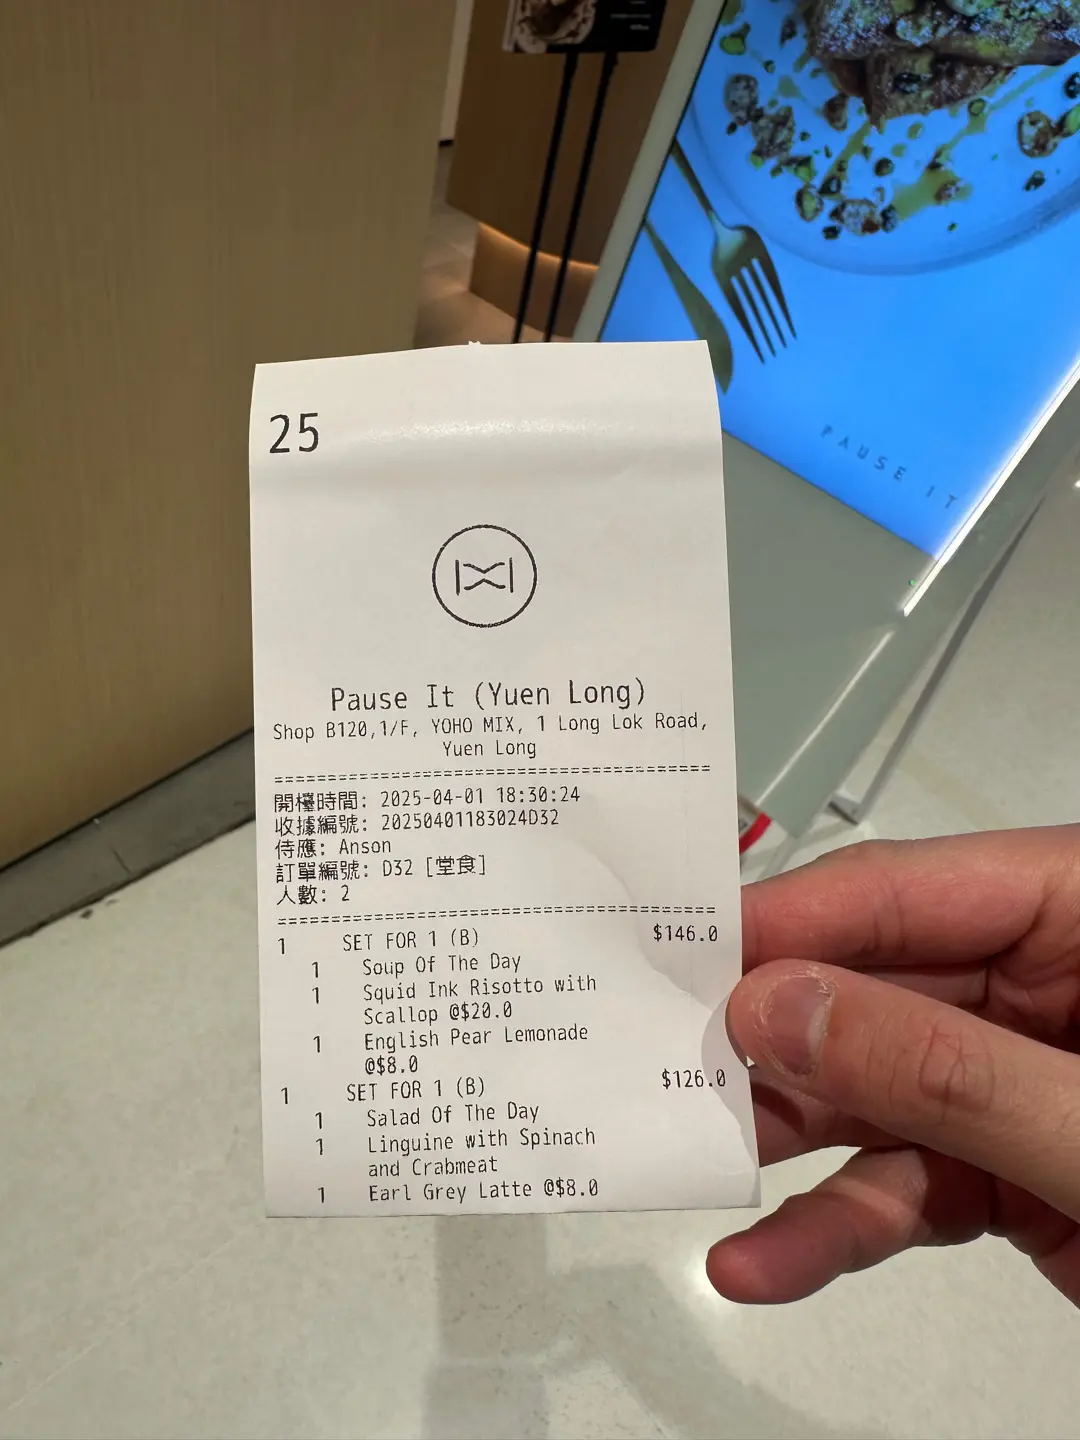 PAUSE IT
25
Pause It (Yuen Long)
Shop B120,1/F, YOHO MIX, 1 Long Lok Road,
Yuen Long
=========================================
開檯時間: 2025-04-01 18:30:24
收據編號: 20250401183024D32
侍應: Anson
訂單編號: D32 [堂食]
人數: 2
=========================================
1 SET FOR 1 (B) $146.0
1 Soup Of The Day
1 Squid Ink Risotto with
Scallop @$20.0
1 English Pear Lemonade
@$8.0
1 SET FOR 1 (B) $126.0
1 Salad Of The Day
1 Linguine with Spinach
and Crabmeat
1 Earl Grey Latte @$8.0